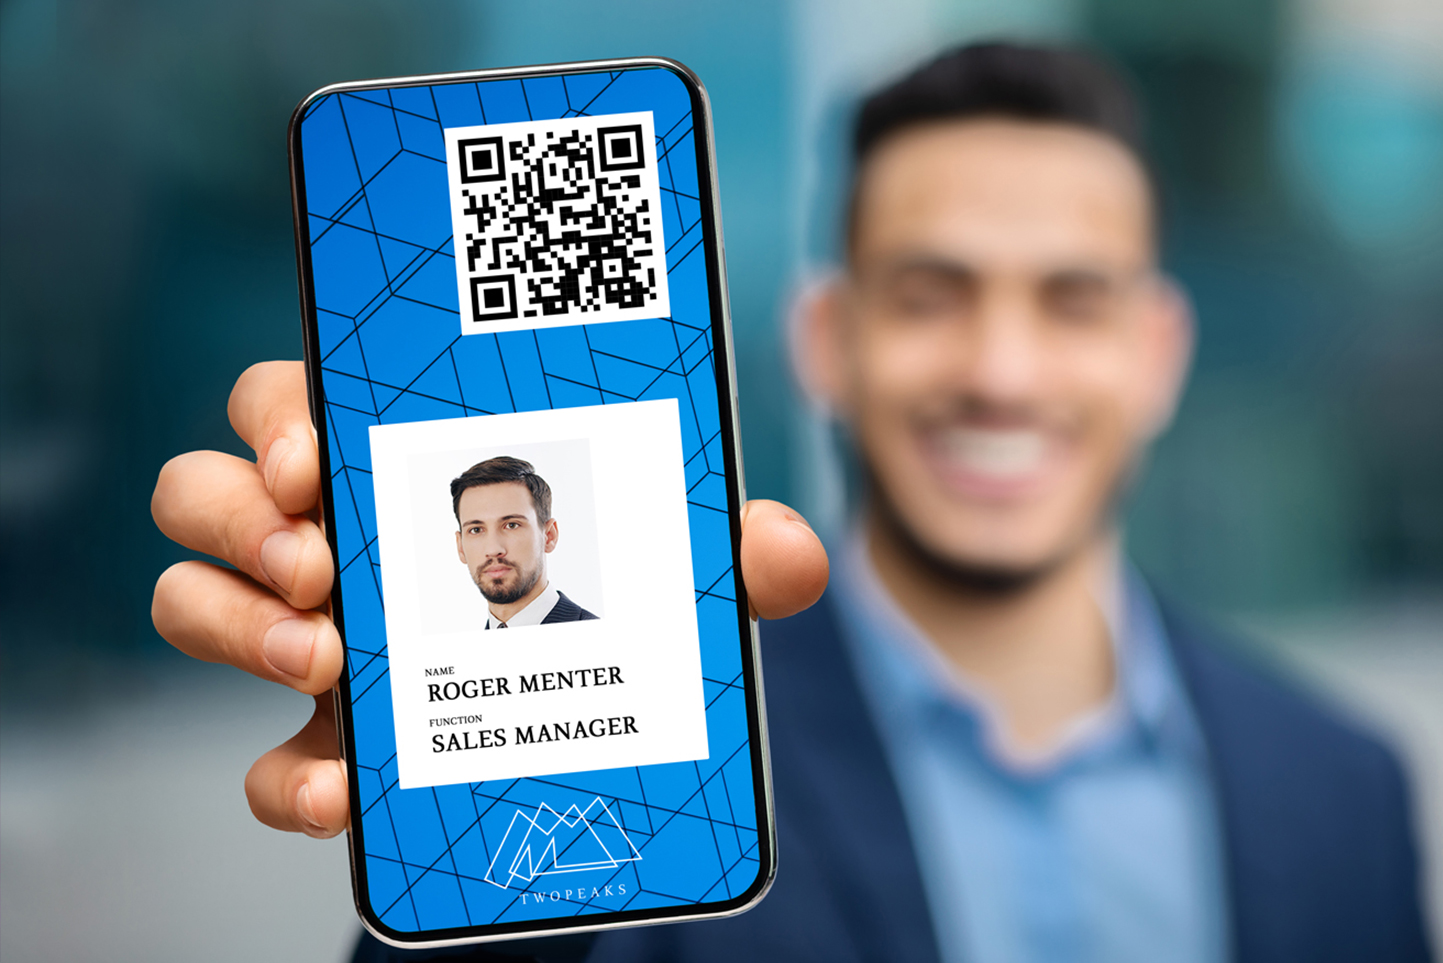 NAME
ROGER MENTER
FUNCTION
SALES MANAGER
TWOPEAKS